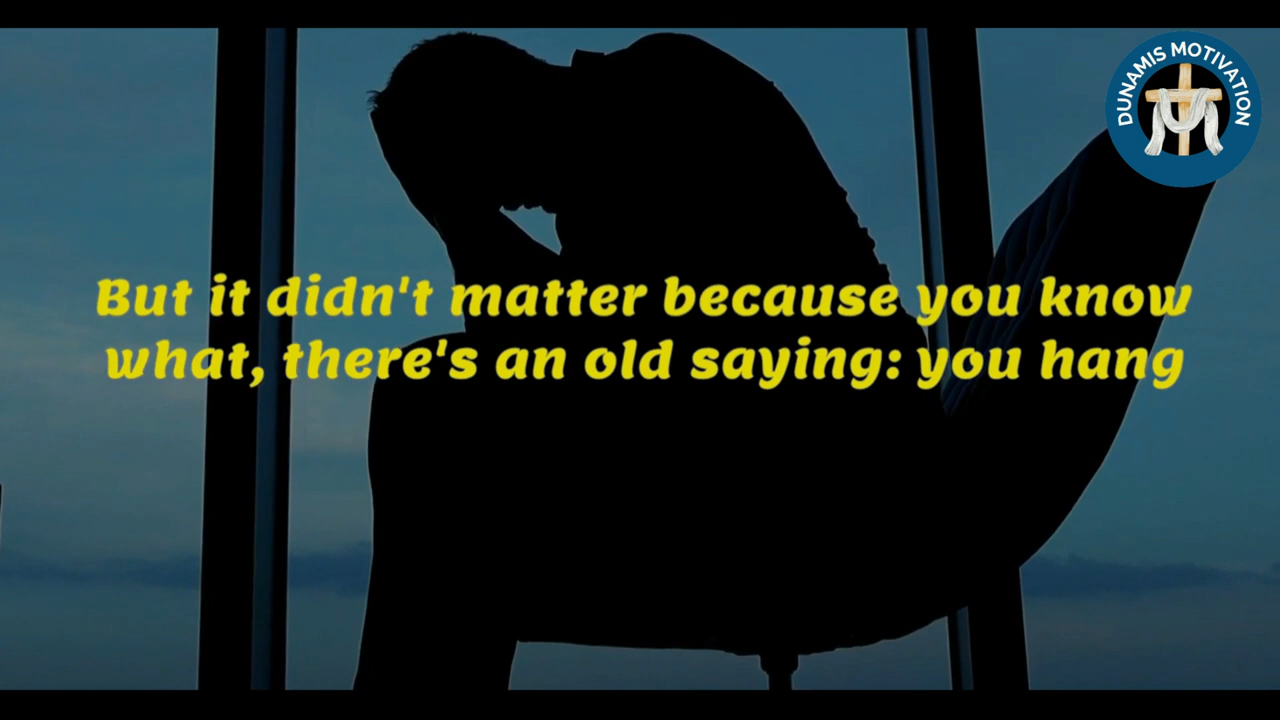 DUNAMIS MOTIVATION
But it didn't matter because you know
what, there's an old saying: you hang